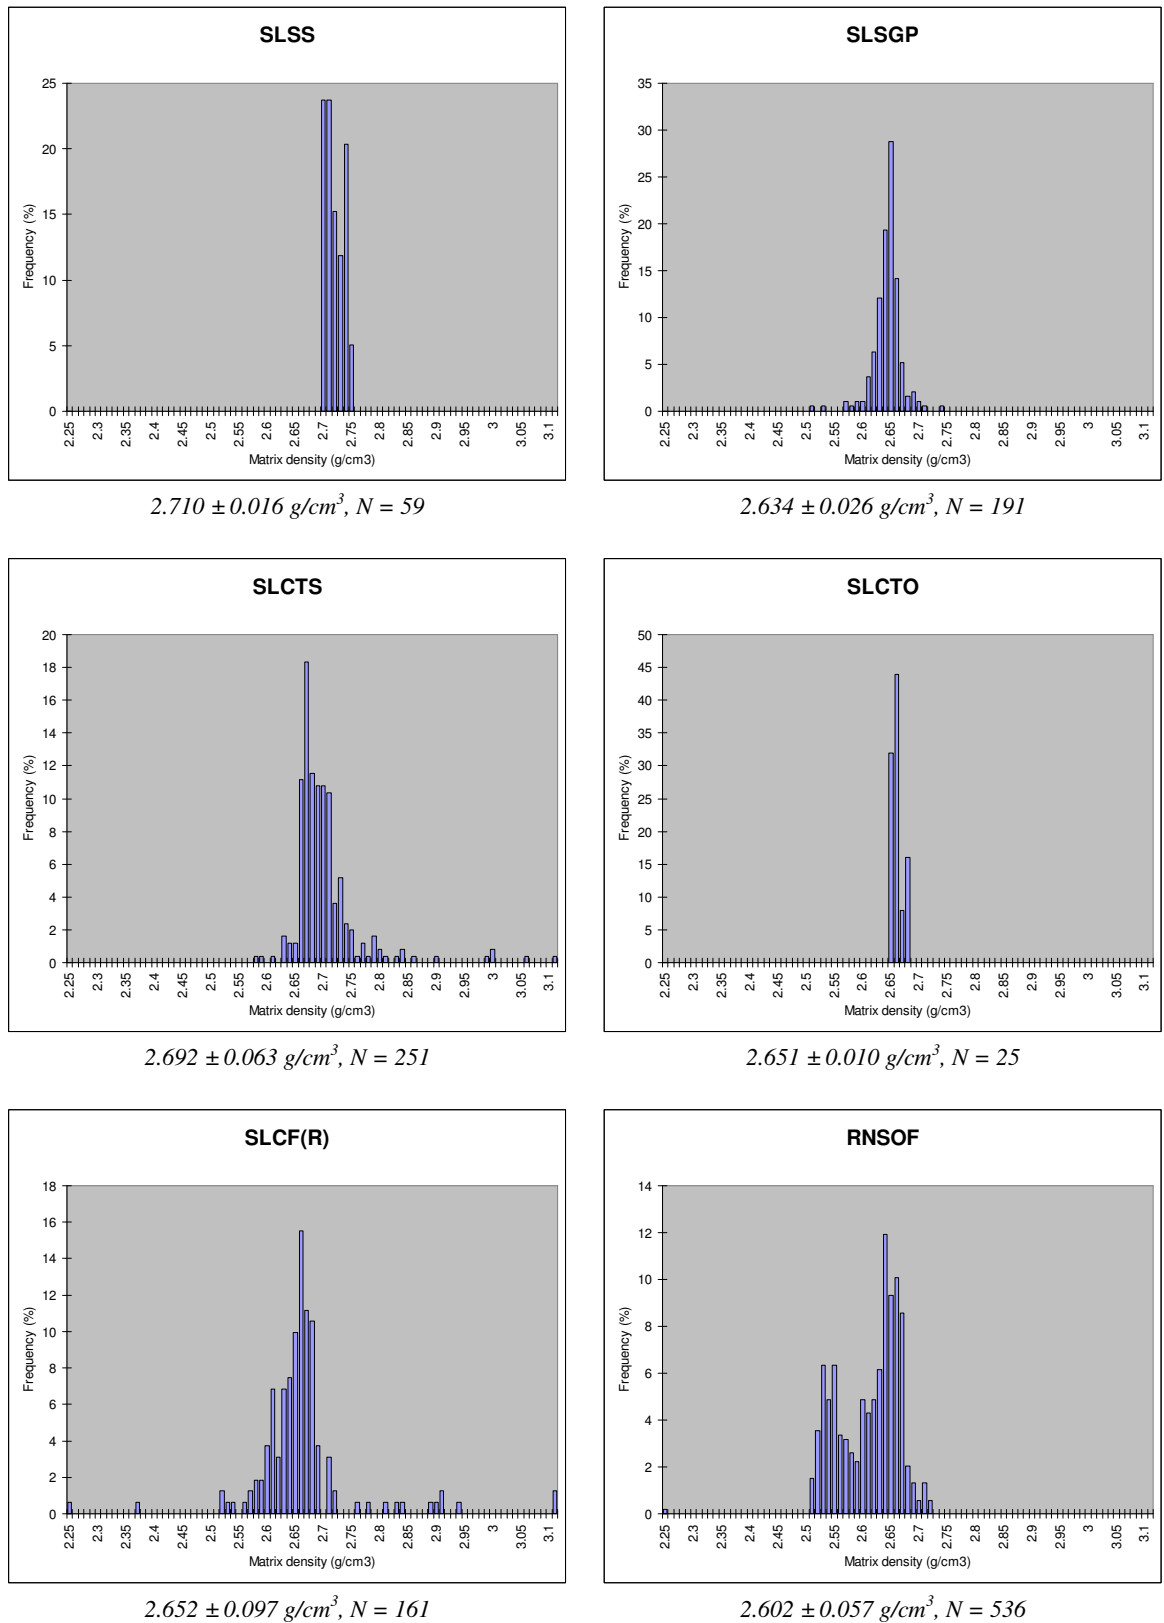 SLSS
25
20
15
10
5
0
Frequency (%)
2.25 2.3 2.35 2.4 2.45 2.5 2.55 2.6 2.65 2.7 2.75 2.8 2.85 2.9 2.95 3 3.05 3.1
Matrix density (g/cm3)
2.710 ± 0.016 g/cm³, N = 59
SLSGP
35
30
25
20
15
10
5
0
Frequency (%)
2.25 2.3 2.35 2.4 2.45 2.5 2.55 2.6 2.65 2.7 2.75 2.8 2.85 2.9 2.95 3 3.05 3.1
Matrix density (g/cm3)
2.634 ± 0.026 g/cm³, N = 191
SLCTS
20
18
16
14
12
10
8
6
4
2
0
Frequency (%)
2.25 2.3 2.35 2.4 2.45 2.5 2.55 2.6 2.65 2.7 2.75 2.8 2.85 2.9 2.95 3 3.05 3.1
Matrix density (g/cm3)
2.692 ± 0.063 g/cm³, N = 251
SLCTO
50
45
40
35
30
25
20
15
10
5
0
Frequency (%)
2.25 2.3 2.35 2.4 2.45 2.5 2.55 2.6 2.65 2.7 2.75 2.8 2.85 2.9 2.95 3 3.05 3.1
Matrix density (g/cm3)
2.651 ± 0.010 g/cm³, N = 25
SLCF(R)
18
16
14
12
10
8
6
4
2
0
Frequency (%)
2.25 2.3 2.35 2.4 2.45 2.5 2.55 2.6 2.65 2.7 2.75 2.8 2.85 2.9 2.95 3 3.05 3.1
Matrix density (g/cm3)
2.652 ± 0.097 g/cm³, N = 161
RNSOF
14
12
10
8
6
4
2
0
Frequency (%)
2.25 2.3 2.35 2.4 2.45 2.5 2.55 2.6 2.65 2.7 2.75 2.8 2.85 2.9 2.95 3 3.05 3.1
Matrix density (g/cm3)
2.602 ± 0.057 g/cm³, N = 536